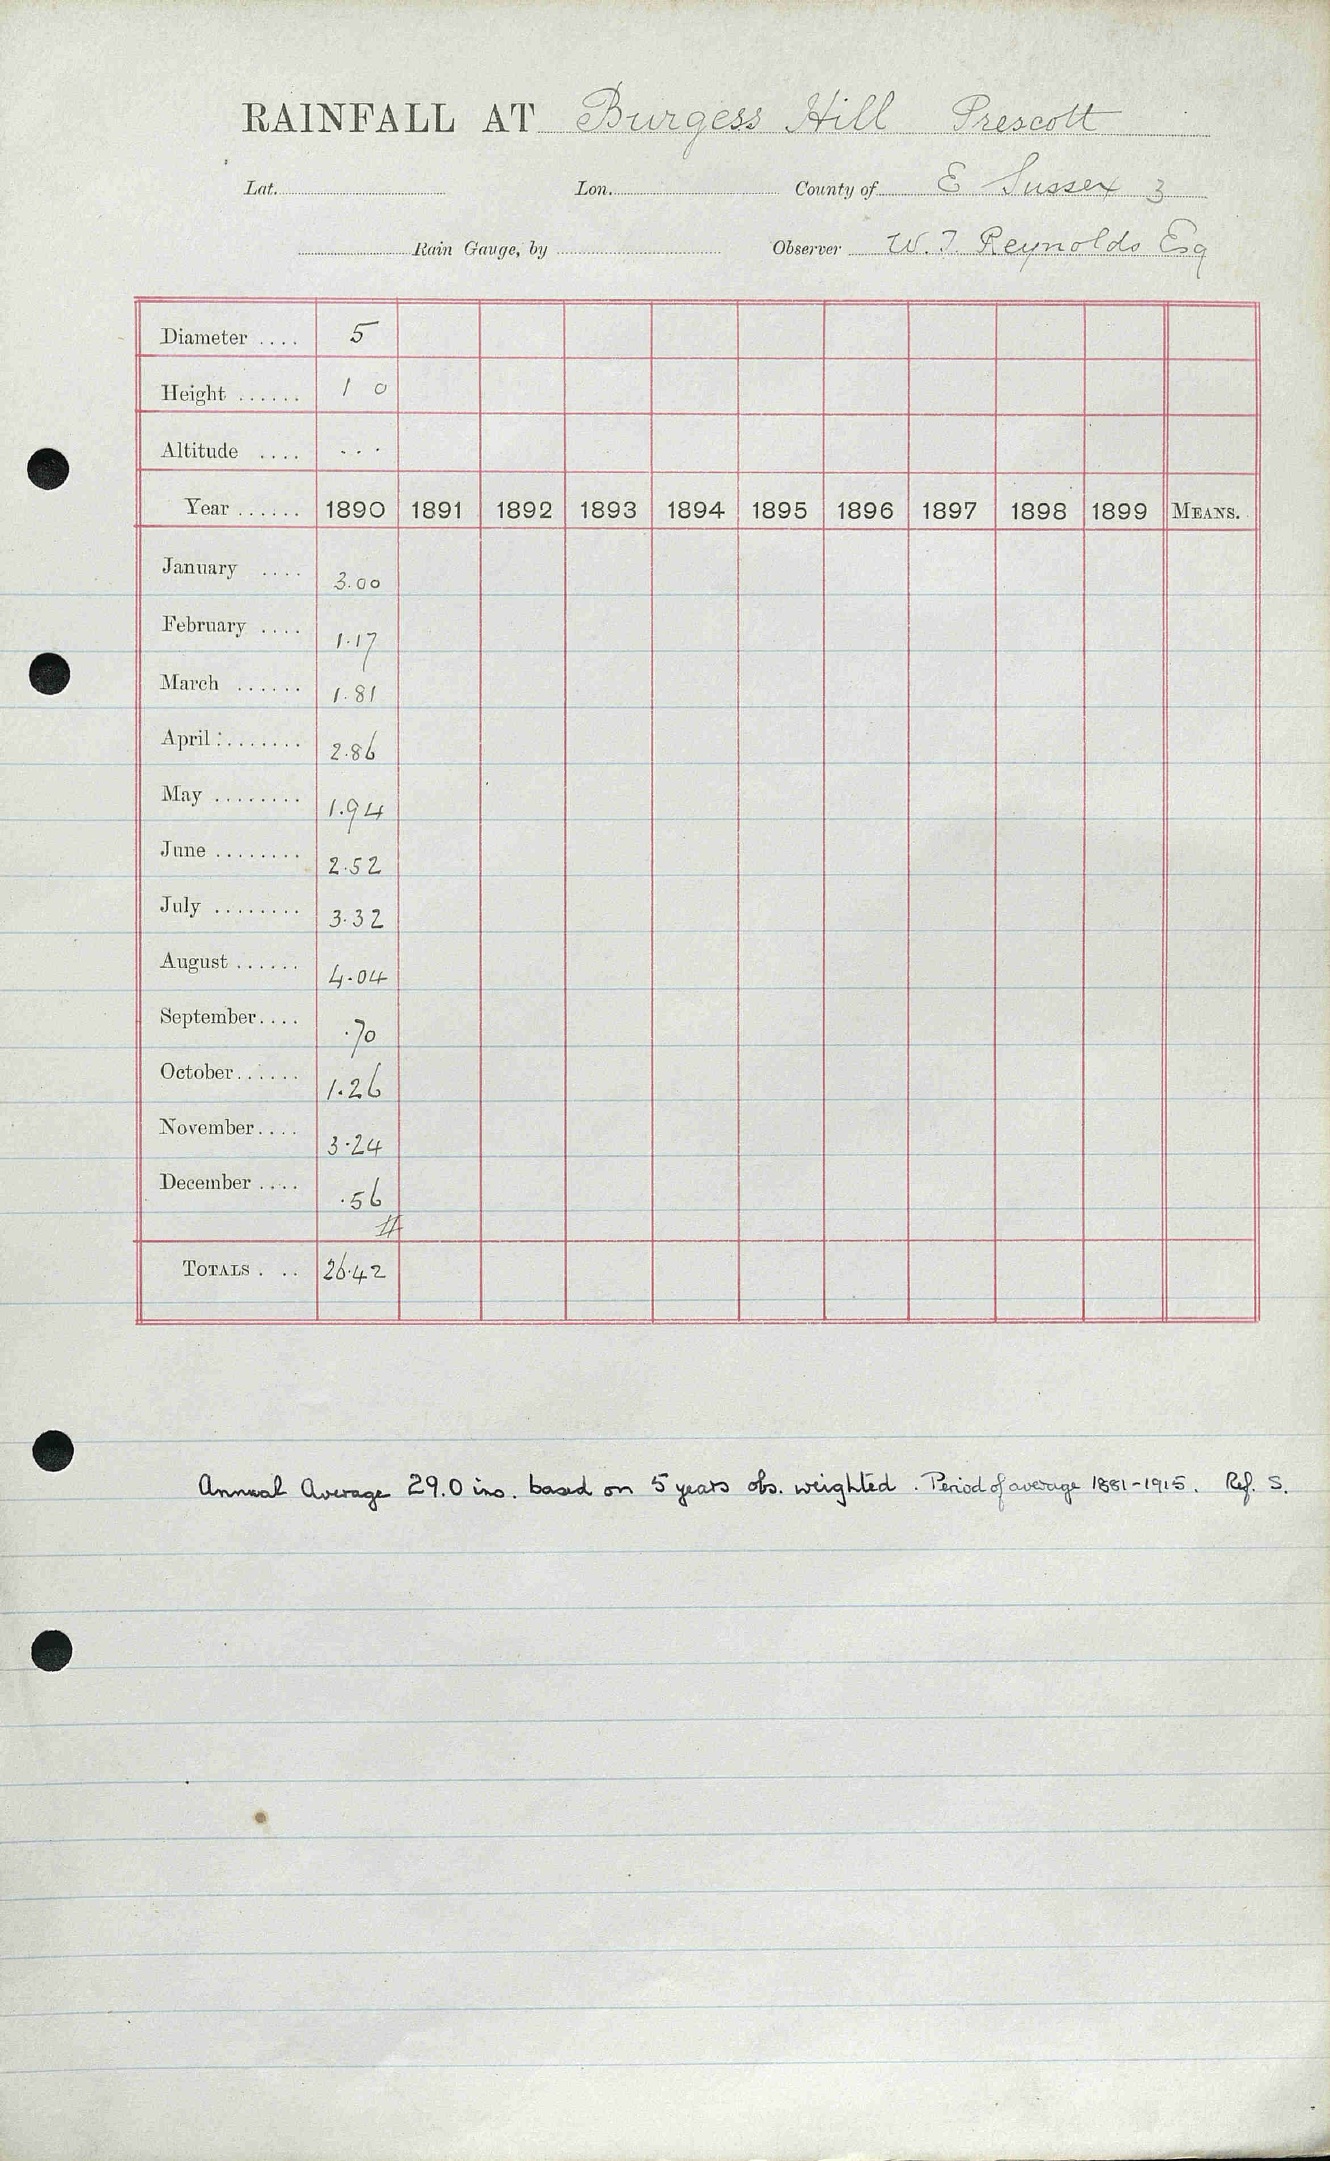 RAINFALL AT Burgess Hill Prescott
Lat. Lon. County of E Sussex 3
Rain Gauge, by Observer W. J. Reynolds Esq
Diameter .... 5
Height ...... 1 0
Altitude .... ...
Year ...... 1890 1891 1892 1893 1894 1895 1896 1897 1898 1899 MEANS.
January .... 3.00
February .... 1.17
March ...... 1.81
April ........ 2.86
May ........ 1.94
June ........ 2.52
July ........ 3.32
August ...... 4.04
September .... .70
October ...... 1.26
November .... 3.24
December .... .56
#
TOTALS . .. 26.42
Annual Average 29.0 ins. based on 5 years obs. weighted . Period of average 1881-1915. Ref. S.